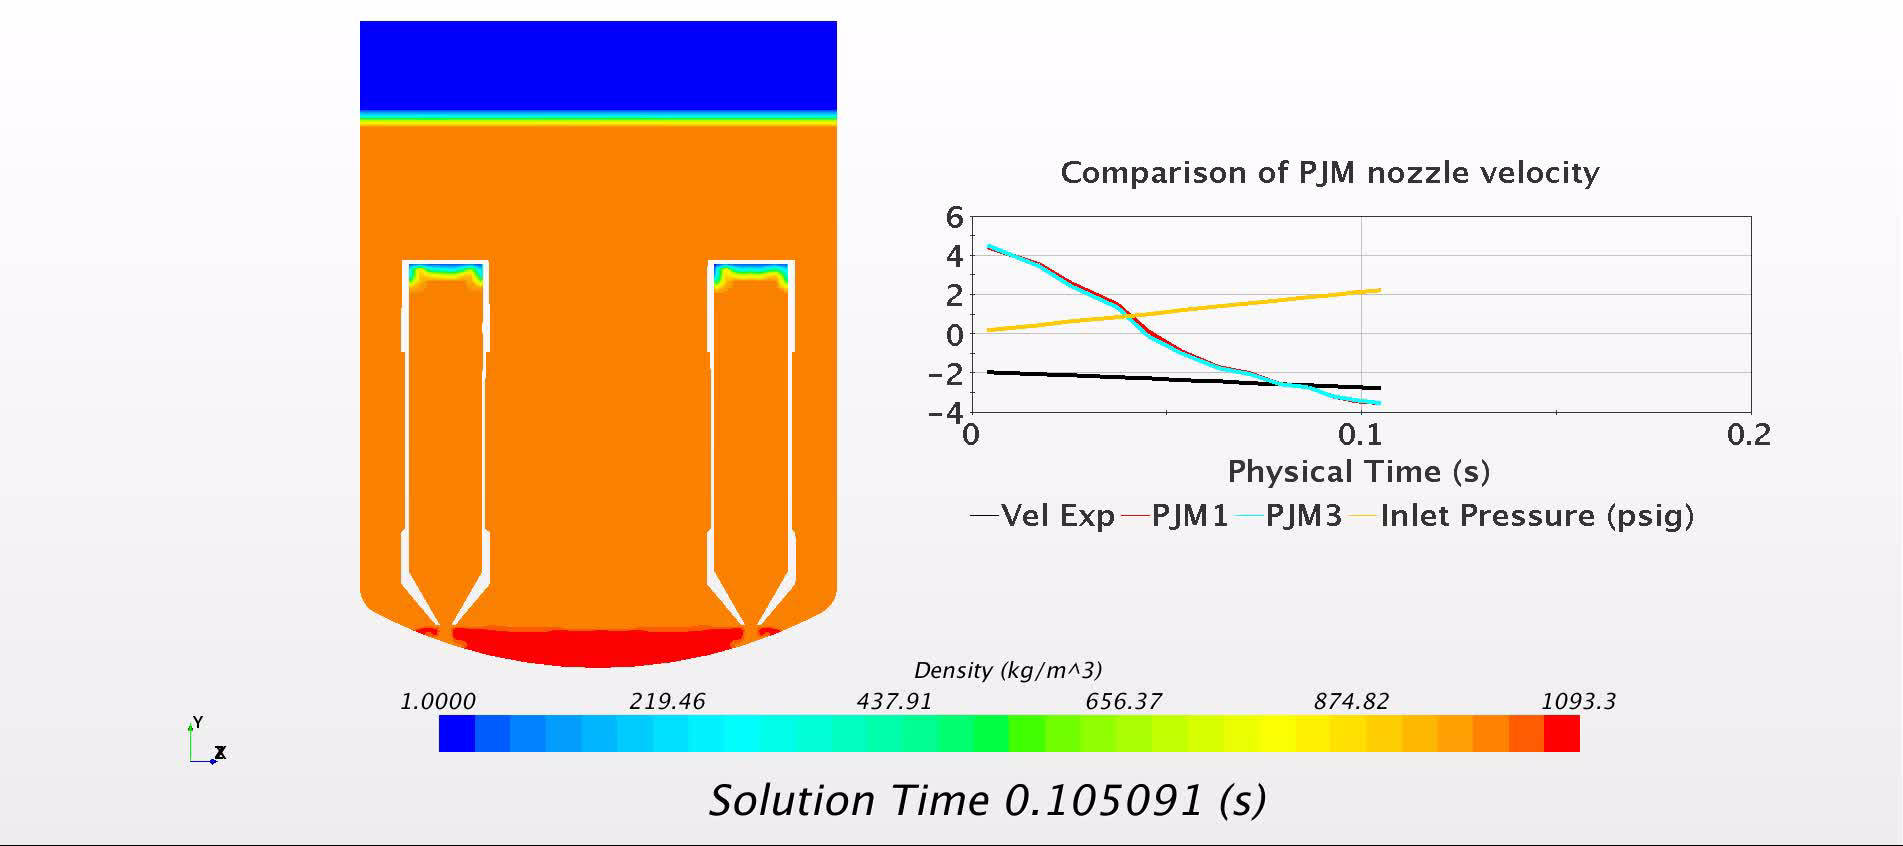 Comparison of PJM nozzle velocity
6
4
2
0
−2
−4
0 0.1 0.2
Physical Time (s)
Vel Exp PJM1 PJM3 Inlet Pressure (psig)
Density (kg/m^3)
1.0000 219.46 437.91 656.37 874.82 1093.3
Y
Solution Time 0.105091 (s)